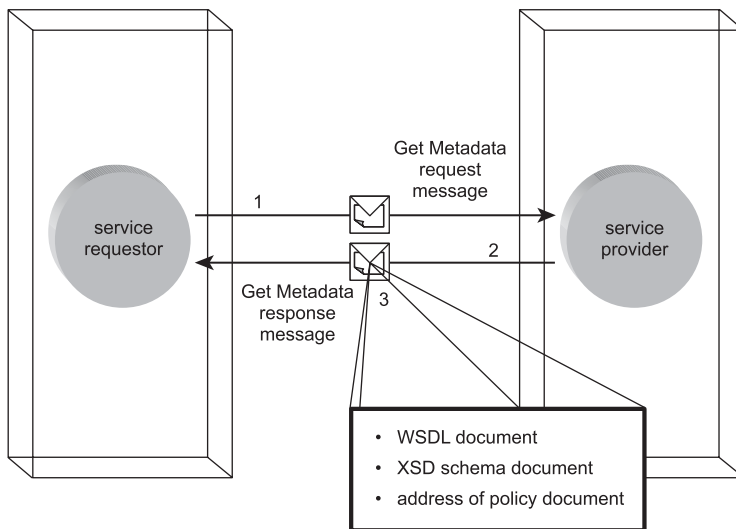 Get Metadata
request
message
1
service
requestor
service
provider
2
Get Metadata
response
message
3
• WSDL document
• XSD schema document
• address of policy document